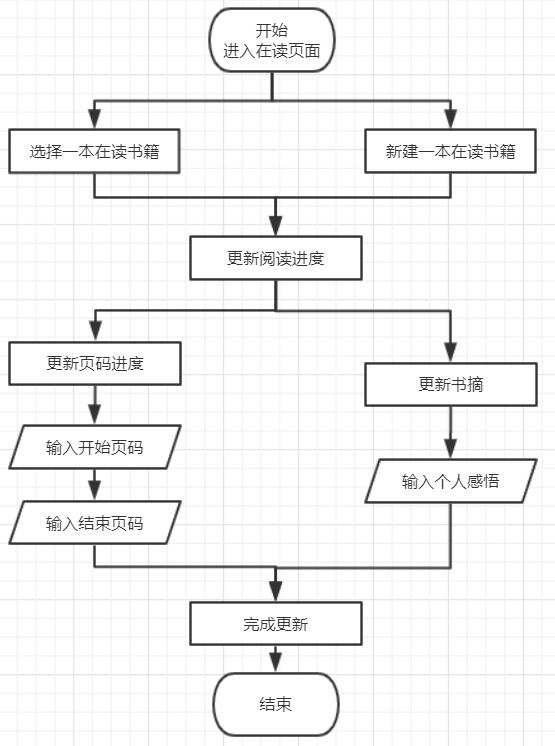 开始
进入在读页面
选择一本在读书籍
新建一本在读书籍
更新阅读进度
更新页码进度
更新书摘
输入开始页码
输入个人感悟
输入结束页码
完成更新
结束